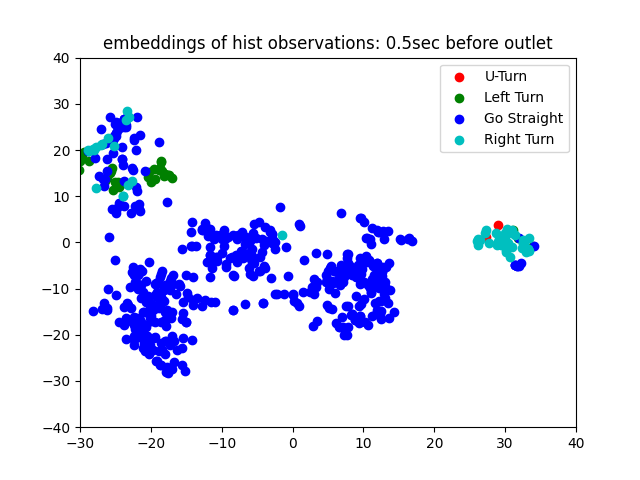 embeddings of hist observations: 0.5sec before outlet
U-Turn
Left Turn
Go Straight
Right Turn
40
30
20
10
0
−10
−20
−30
−40
−30 −20 −10 0 10 20 30 40